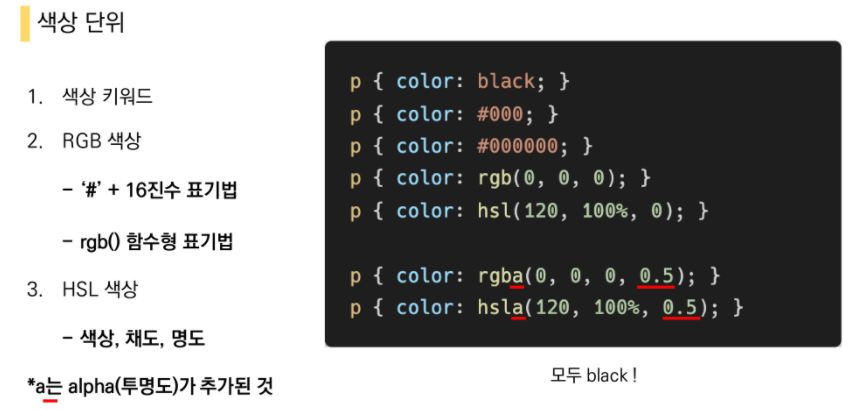 색상 단위
1. 색상 키워드
2. RGB 색상
– ‘#’ + 16진수 표기법
– rgb() 함수형 표기법
3. HSL 색상
– 색상, 채도, 명도
*a는 alpha(투명도)가 추가된 것
p { color: black; }
p { color: #000; }
p { color: #000000; }
p { color: rgb(0, 0, 0); }
p { color: hsl(120, 100%, 0); }
p { color: rgba(0, 0, 0, 0.5); }
p { color: hsla(120, 100%, 0.5); }
모두 black !